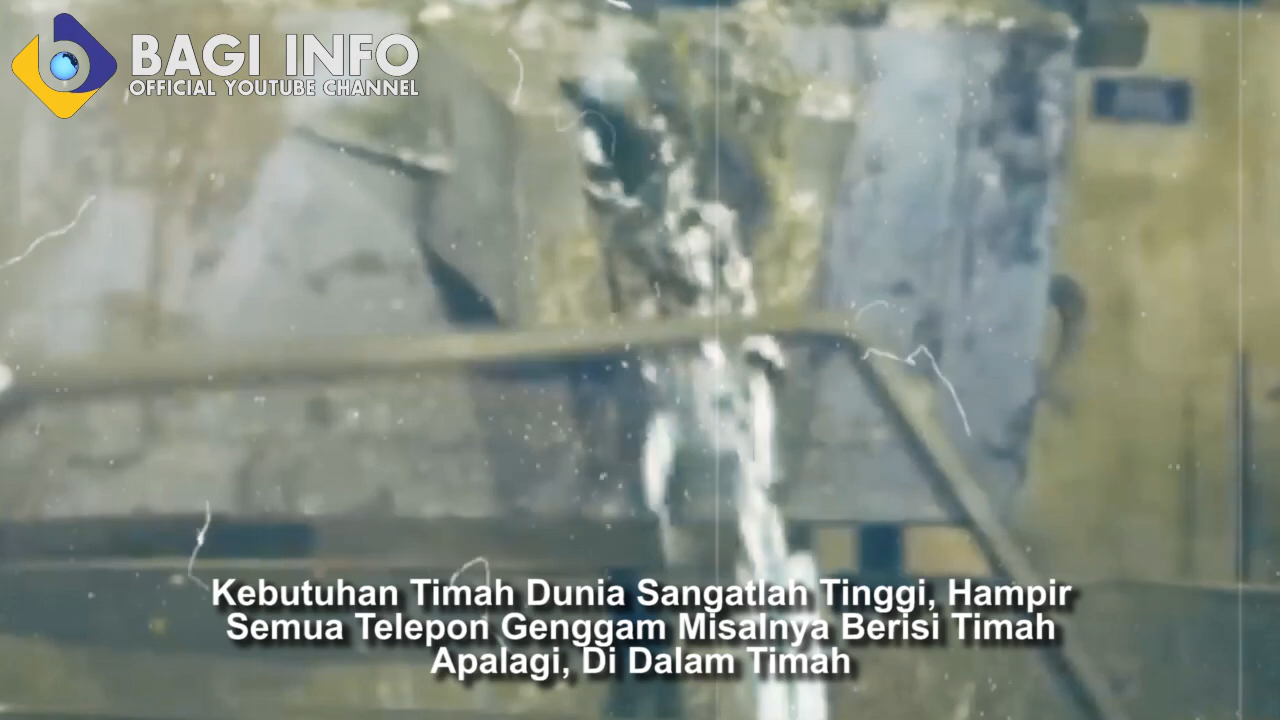 BAGI INFO
OFFICIAL YOUTUBE CHANNEL
Kebutuhan Timah Dunia Sangatlah Tinggi, Hampir
Semua Telepon Genggam Misalnya Berisi Timah
Apalagi, Di Dalam Timah